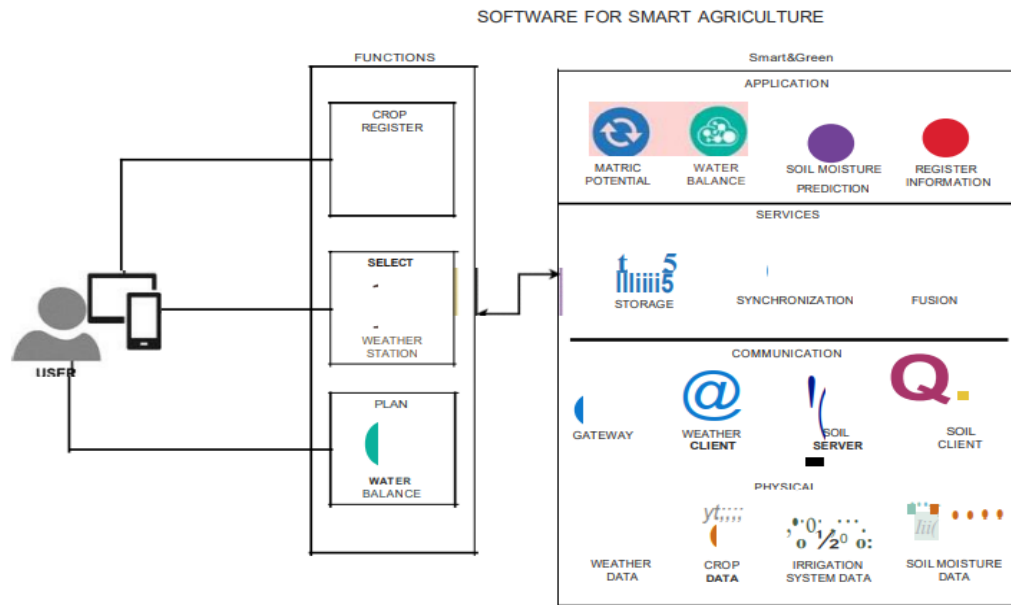 SOFTWARE FOR SMART AGRICULTURE
FUNCTIONS
CROP
REGISTER
SELECT
WEATHER
STATION
PLAN
WATER
BALANCE
USER
Smart&Green
APPLICATION
MATRIC
POTENTIAL
WATER
BALANCE
SOIL MOISTURE
PREDICTION
REGISTER
INFORMATION
SERVICES
STORAGE
SYNCHRONIZATION
FUSION
COMMUNICATION
@
Q.
GATEWAY
WEATHER
CLIENT
SOIL
SERVER
SOIL
CLIENT
PHYSICAL
WEATHER
DATA
CROP
DATA
IRRIGATION
SYSTEM DATA
SOIL MOISTURE
DATA